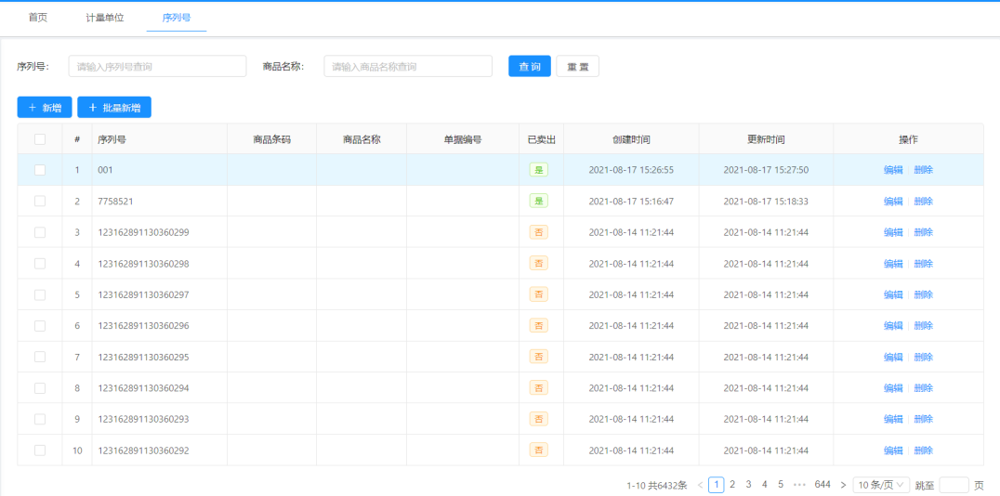 首页 计量单位 序列号
序列号: 请输入序列号查询 商品名称: 请输入商品名称查询 查 询 重 置
+ 新增 + 批量新增
# 序列号 商品条码 商品名称 单据编号 已卖出 创建时间 更新时间 操作
1 001 是 2021-08-17 15:26:55 2021-08-17 15:27:50 编辑 删除
2 7758521 是 2021-08-17 15:16:47 2021-08-17 15:18:33 编辑 删除
3 123162891130360299 否 2021-08-14 11:21:44 2021-08-14 11:21:44 编辑 删除
4 123162891130360298 否 2021-08-14 11:21:44 2021-08-14 11:21:44 编辑 删除
5 123162891130360297 否 2021-08-14 11:21:44 2021-08-14 11:21:44 编辑 删除
6 123162891130360296 否 2021-08-14 11:21:44 2021-08-14 11:21:44 编辑 删除
7 123162891130360295 否 2021-08-14 11:21:44 2021-08-14 11:21:44 编辑 删除
8 123162891130360294 否 2021-08-14 11:21:44 2021-08-14 11:21:44 编辑 删除
9 123162891130360293 否 2021-08-14 11:21:44 2021-08-14 11:21:44 编辑 删除
10 123162891130360292 否 2021-08-14 11:21:44 2021-08-14 11:21:44 编辑 删除
1-10 共6432条 < 1 2 3 4 5 ••• 644 > 10 条/页 跳至 页